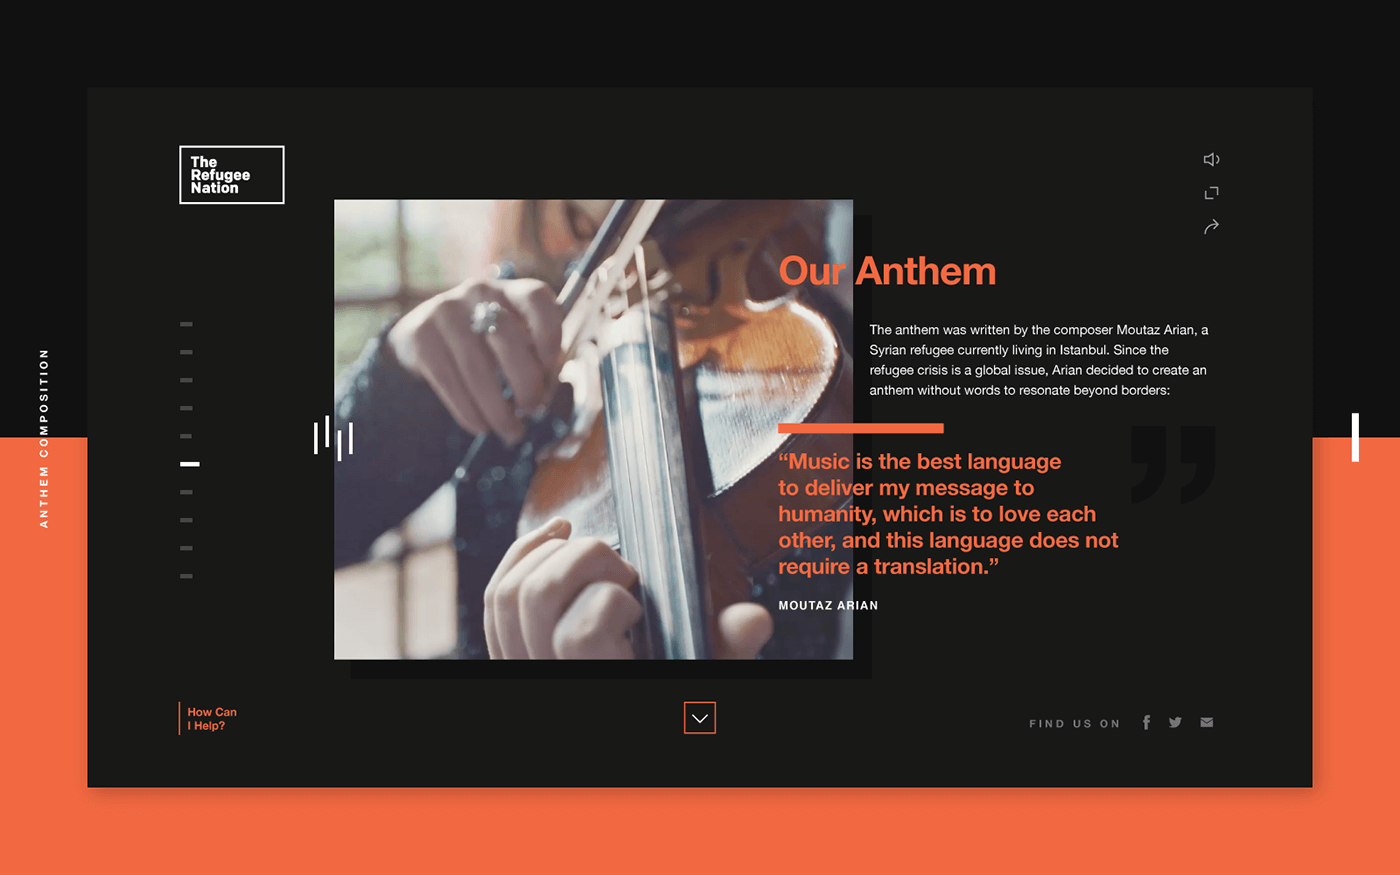 The
Refugee
Nation
Our Anthem
The anthem was written by the composer Moutaz Arian, a
Syrian refugee currently living in Istanbul. Since the
refugee crisis is a global issue, Arian decided to create an
anthem without words to resonate beyond borders:
ANTHEM COMPOSITION
“Music is the best language
to deliver my message to
humanity, which is to love each
other, and this language does not
require a translation.”
MOUTAZ ARIAN
How Can
I Help?
FIND US ON